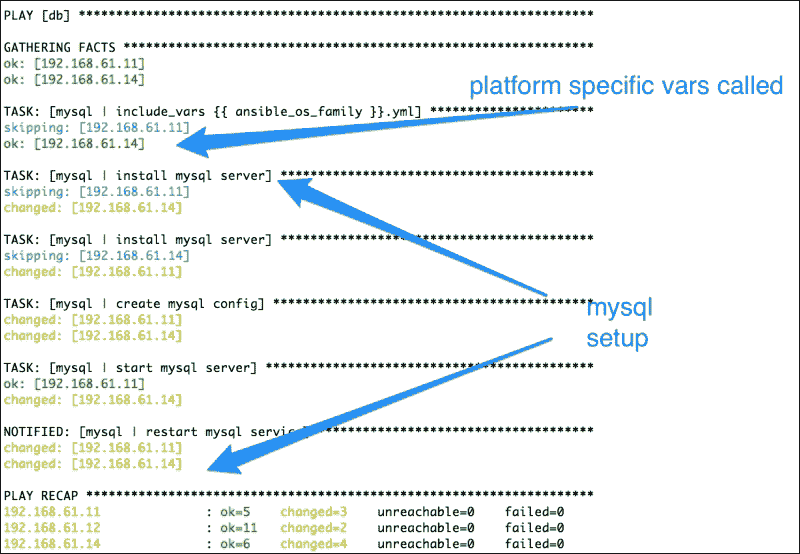 PLAY [db] ******************************************************************
GATHERING FACTS ************************************************************
ok: [192.168.61.11]
ok: [192.168.61.14]
platform specific vars called
TASK: [mysql | include_vars {{ ansible_os_family }}.yml] *********************
skipping: [192.168.61.11]
ok: [192.168.61.14]
TASK: [mysql | install mysql server] ****************************************
skipping: [192.168.61.11]
changed: [192.168.61.14]
TASK: [mysql | install mysql server] ****************************************
skipping: [192.168.61.14]
changed: [192.168.61.11]
TASK: [mysql | create mysql config] *****************************************
changed: [192.168.61.11]
changed: [192.168.61.14]
mysql
setup
TASK: [mysql | start mysql server] ******************************************
ok: [192.168.61.11]
changed: [192.168.61.14]
NOTIFIED: [mysql | restart mysql servic ] ************************************
changed: [192.168.61.11]
changed: [192.168.61.14]
PLAY RECAP *****************************************************************
192.168.61.11 : ok=5 changed=3 unreachable=0 failed=0
192.168.61.12 : ok=11 changed=2 unreachable=0 failed=0
192.168.61.14 : ok=6 changed=4 unreachable=0 failed=0